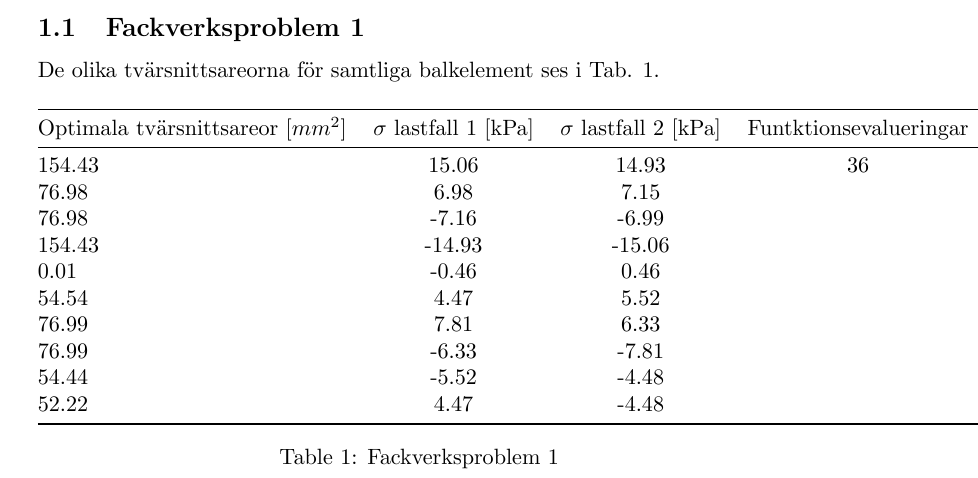 1.1 Fackverksproblem 1
De olika tvärsnittsareorna för samtliga balkelement ses i Tab. 1.
Optimala tvärsnittsareor [mm²] σ lastfall 1 [kPa] σ lastfall 2 [kPa] Funtktionsevalueringar
154.43 15.06 14.93 36
76.98 6.98 7.15
76.98 -7.16 -6.99
154.43 -14.93 -15.06
0.01 -0.46 0.46
54.54 4.47 5.52
76.99 7.81 6.33
76.99 -6.33 -7.81
54.44 -5.52 -4.48
52.22 4.47 -4.48
Table 1: Fackverksproblem 1